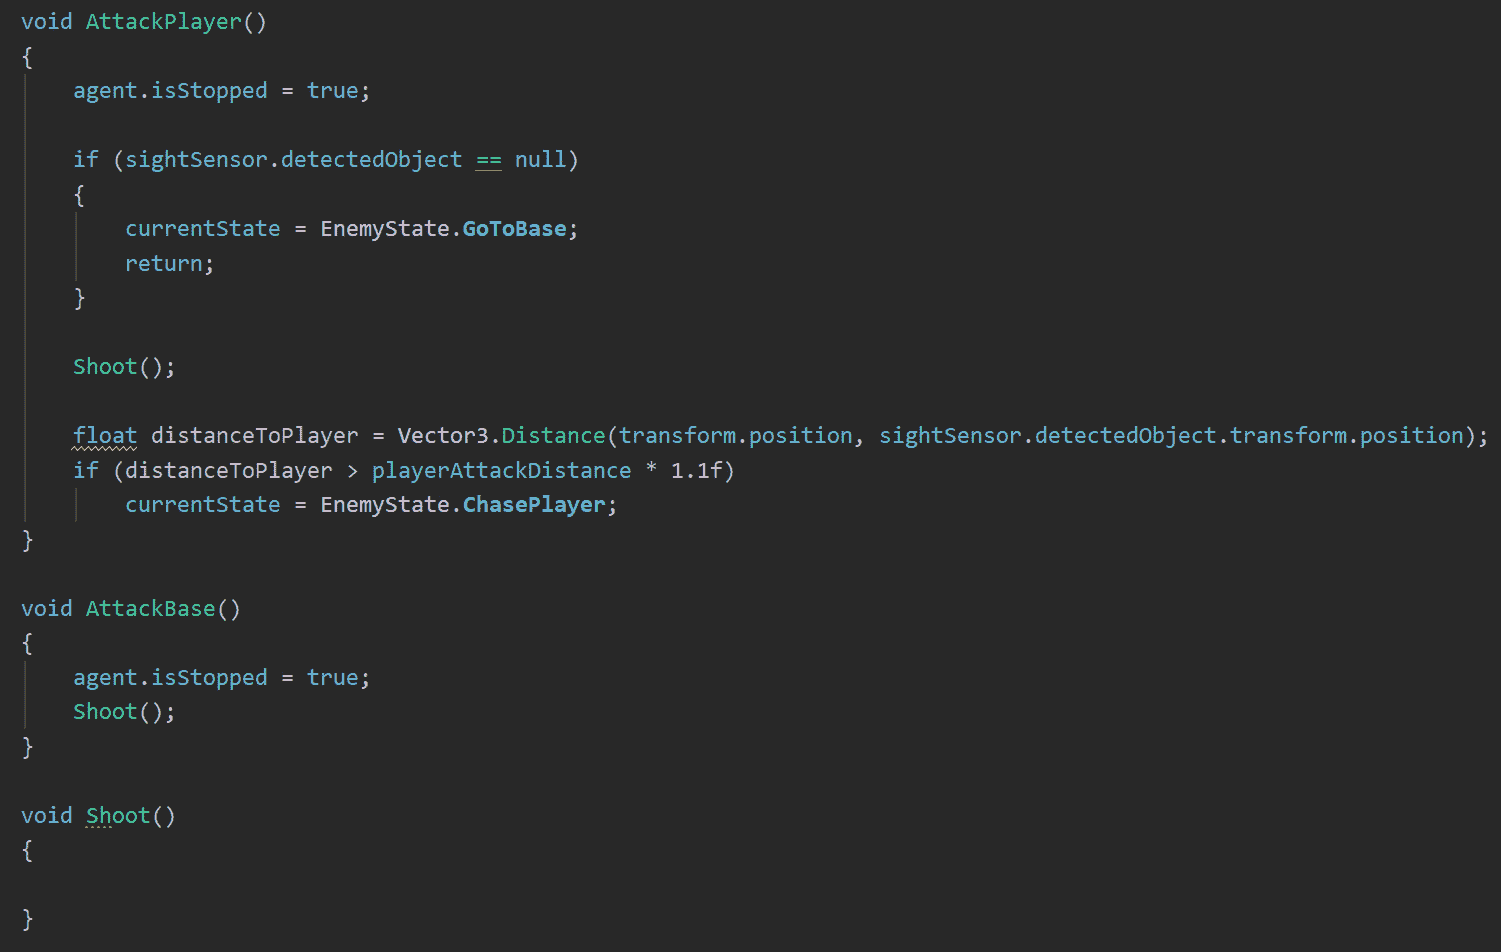 void AttackPlayer()
{
    agent.isStopped = true;

    if (sightSensor.detectedObject == null)
    {
        currentState = EnemyState.GoToBase;
        return;
    }

    Shoot();

    float distanceToPlayer = Vector3.Distance(transform.position, sightSensor.detectedObject.transform.position);
    if (distanceToPlayer > playerAttackDistance * 1.1f)
        currentState = EnemyState.ChasePlayer;
}

void AttackBase()
{
    agent.isStopped = true;
    Shoot();
}

void Shoot()
{

}